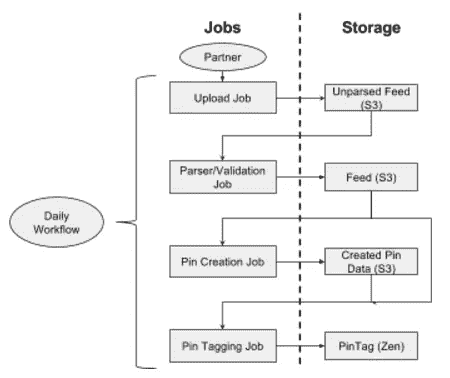 Jobs
Storage
Partner
Upload Job
Unparsed Feed
(S3)
Parser/Validation
Job
Feed (S3)
Daily
Workflow
Pin Creation Job
Created Pin
Data (S3)
Pin Tagging Job
PinTag (Zen)